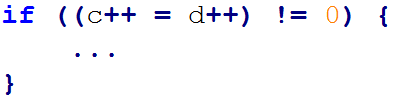 if ((c++ = d++) != 0) {
...
}